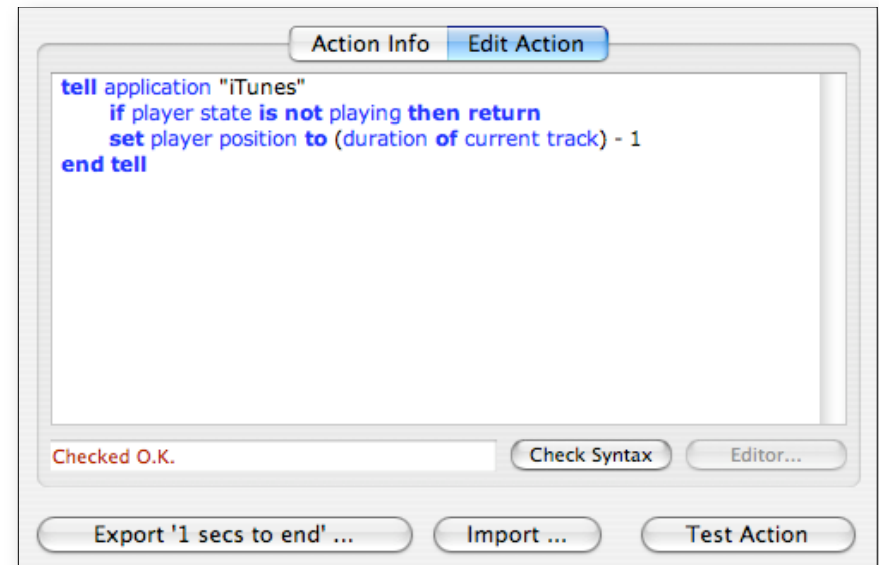 Action Info Edit Action
tell application "iTunes"
if player state is not playing then return
set player position to (duration of current track) - 1
end tell
Checked O.K. Check Syntax Editor...
Export '1 secs to end' ... Import ... Test Action